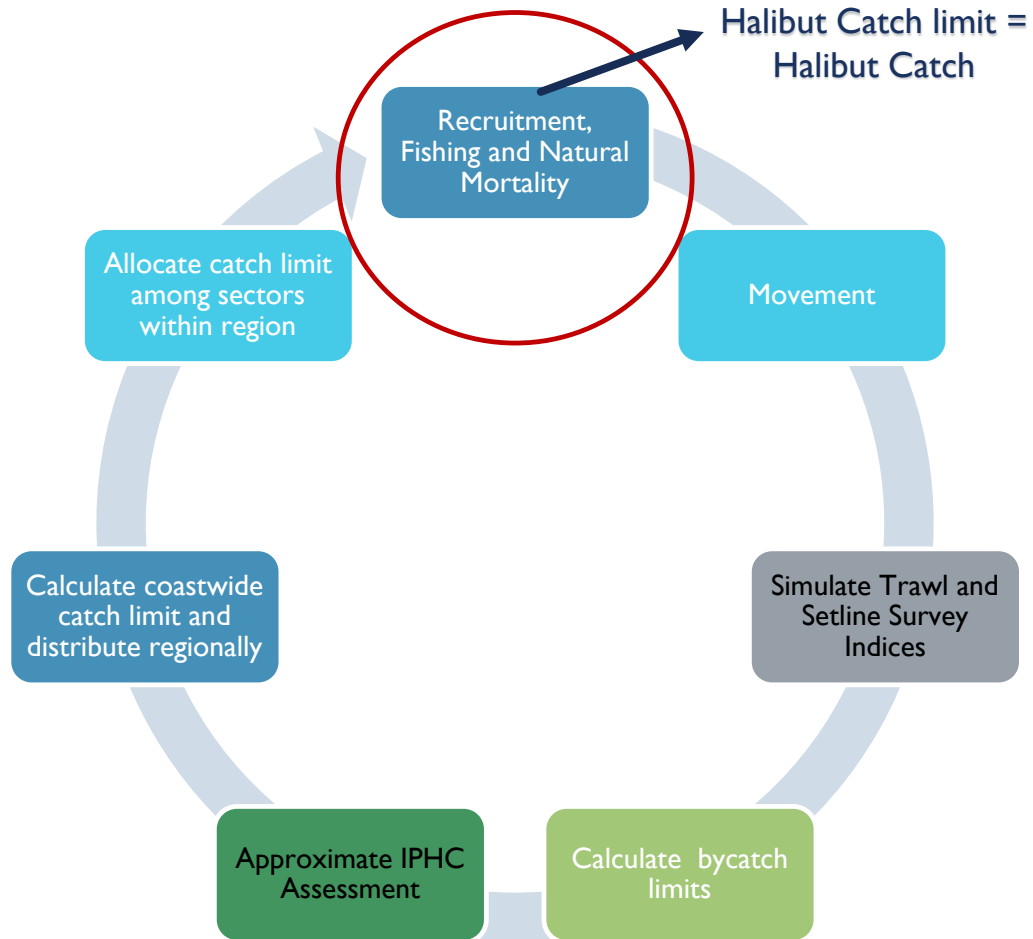 Halibut Catch limit =
Halibut Catch
Recruitment,
Fishing and Natural
Mortality
Movement
Simulate Trawl and
Setline Survey
Indices
Calculate bycatch
limits
Approximate IPHC
Assessment
Calculate coastwide
catch limit and
distribute regionally
Allocate catch limit
among sectors
within region